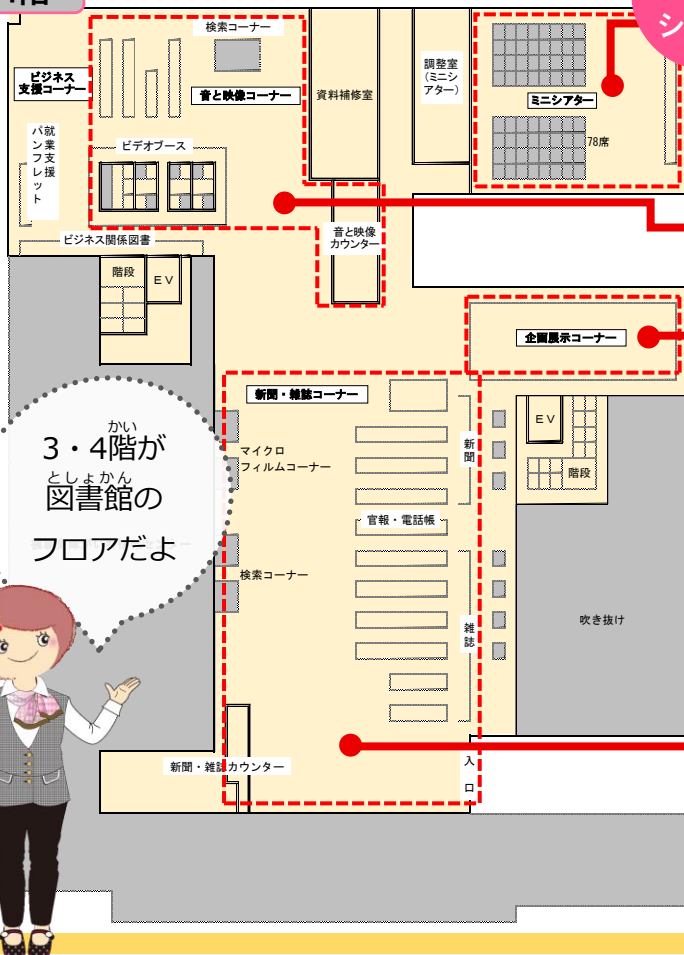 階
シ
検索コーナー
ビジネス
支援コーナー
音と映像コーナー
資料補修室
調整室
(ミニシ
アター)
ミニシアター
78席
就業支援
パンフレット
ビデオブース
音と映像
カウンター
ビジネス関係図書
階段
EV
企画展示コーナー
新聞・雑誌コーナー
マイクロ
フィルムコーナー
新聞
EV
階段
官報・電話帳
検索コーナー
雑誌
吹き抜け
新聞・雑誌カウンター
入口
かい
3・4階が
としょかん
図書館の
フロアだよ